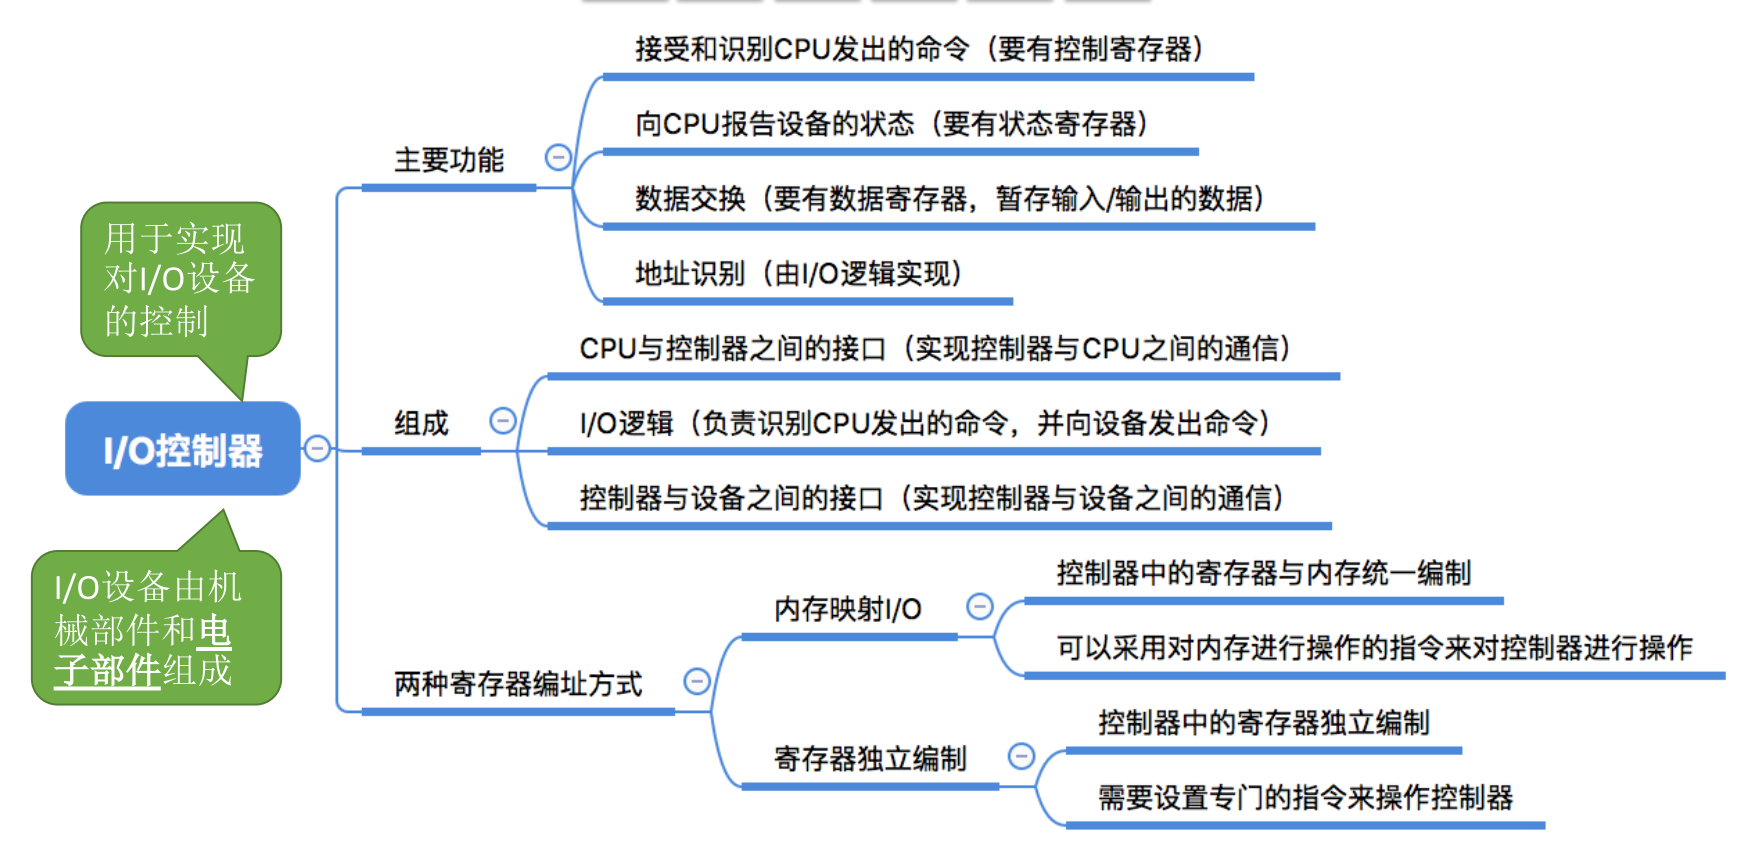 接受和识别CPU发出的命令（要有控制寄存器）
向CPU报告设备的状态（要有状态寄存器）
主要功能
数据交换（要有数据寄存器，暂存输入/输出的数据）
地址识别（由I/O逻辑实现）
用于实现
对I/O设备
的控制
CPU与控制器之间的接口（实现控制器与CPU之间的通信）
组成
I/O逻辑（负责识别CPU发出的命令，并向设备发出命令）
I/O控制器
控制器与设备之间的接口（实现控制器与设备之间的通信）
I/O设备由机
械部件和电
子部件组成
控制器中的寄存器与内存统一编制
内存映射I/O
可以采用对内存进行操作的指令来对控制器进行操作
两种寄存器编址方式
控制器中的寄存器独立编制
寄存器独立编制
需要设置专门的指令来操作控制器